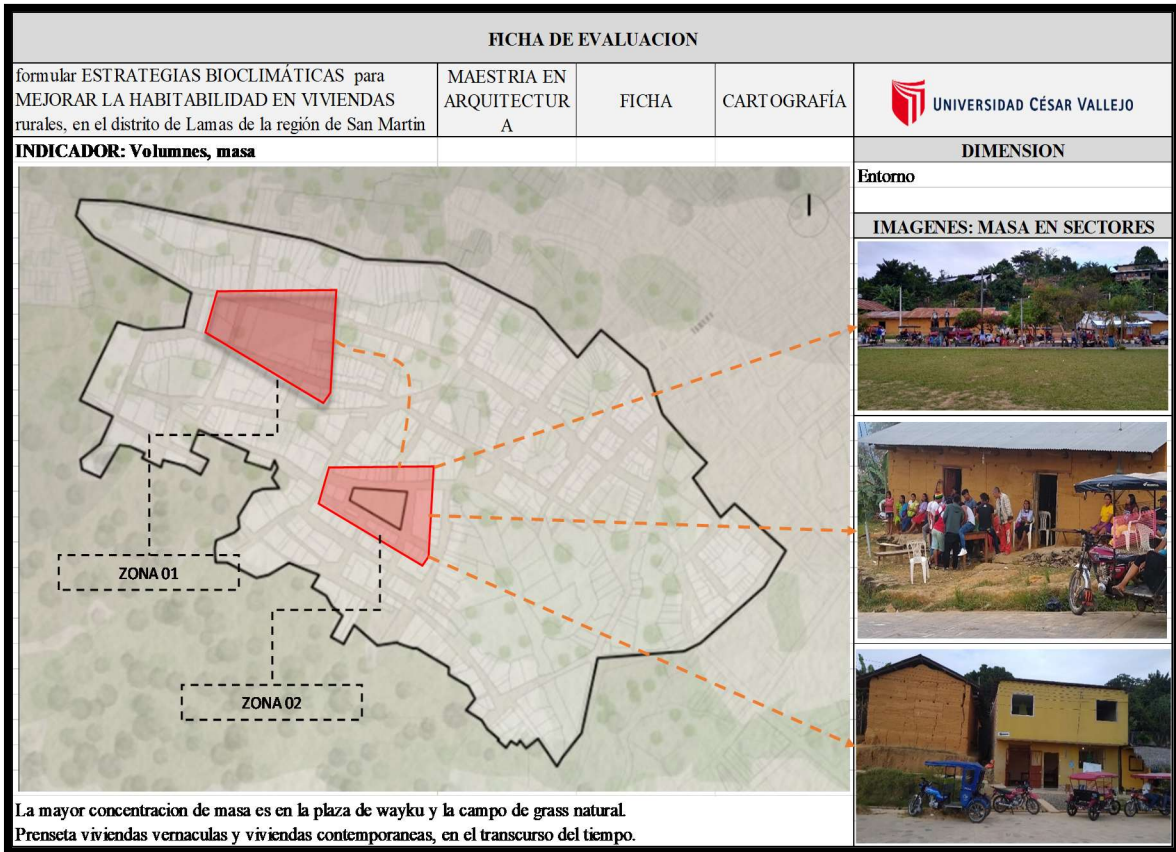 FICHA DE EVALUACION
formular ESTRATEGIAS BIOCLIMÁTICAS para
MEJORAR LA HABITABILIDAD EN VIVIENDAS
rurales, en el distrito de Lamas de la región de San Martin
MAESTRIA EN
ARQUITECTUR
A
FICHA
CARTOGRAFÍA
UNIVERSIDAD CÉSAR VALLEJO
INDICADOR: Volumnes, masa
DIMENSION
Entorno
IMAGENES: MASA EN SECTORES
ZONA 01
ZONA 02
La mayor concentracion de masa es en la plaza de wayku y la campo de grass natural.
Prenseta viviendas vernaculas y viviendas contemporaneas, en el transcurso del tiempo.